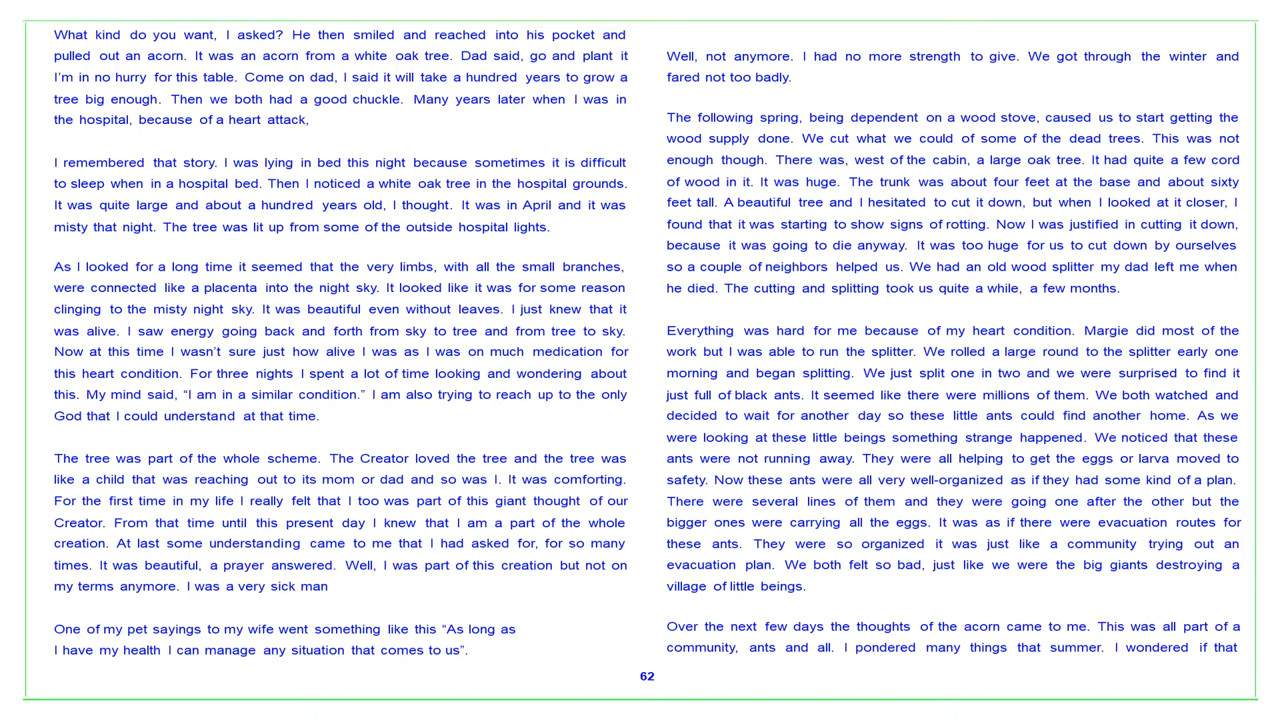 What kind do you want, I asked? He then smiled and reached into his pocket and
pulled out an acorn. It was an acorn from a white oak tree. Dad said, go and plant it
I'm in no hurry for this table. Come on dad, I said it will take a hundred years to grow a
tree big enough. Then we both had a good chuckle. Many years later when I was in
the hospital, because of a heart attack,
I remembered that story. I was lying in bed this night because sometimes it is difficult
to sleep when in a hospital bed. Then I noticed a white oak tree in the hospital grounds.
It was quite large and about a hundred years old, I thought. It was in April and it was
misty that night. The tree was lit up from some of the outside hospital lights.
As I looked for a long time it seemed that the very limbs, with all the small branches,
were connected like a placenta into the night sky. It looked like it was for some reason
clinging to the misty night sky. It was beautiful even without leaves. I just knew that it
was alive. I saw energy going back and forth from sky to tree and from tree to sky.
Now at this time I wasn't sure just how alive I was as I was on much medication for
this heart condition. For three nights I spent a lot of time looking and wondering about
this. My mind said, “I am in a similar condition.” I am also trying to reach up to the only
God that I could understand at that time.
The tree was part of the whole scheme. The Creator loved the tree and the tree was
like a child that was reaching out to its mom or dad and so was I. It was comforting.
For the first time in my life I really felt that I too was part of this giant thought of our
Creator. From that time until this present day I knew that I am a part of the whole
creation. At last some understanding came to me that I had asked for, for so many
times. It was beautiful, a prayer answered. Well, I was part of this creation but not on
my terms anymore. I was a very sick man
One of my pet sayings to my wife went something like this “As long as
I have my health I can manage any situation that comes to us”.
Well, not anymore. I had no more strength to give. We got through the winter and
fared not too badly.
The following spring, being dependent on a wood stove, caused us to start getting the
wood supply done. We cut what we could of some of the dead trees. This was not
enough though. There was, west of the cabin, a large oak tree. It had quite a few cord
of wood in it. It was huge. The trunk was about four feet at the base and about sixty
feet tall. A beautiful tree and I hesitated to cut it down, but when I looked at it closer, I
found that it was starting to show signs of rotting. Now I was justified in cutting it down,
because it was going to die anyway. It was too huge for us to cut down by ourselves
so a couple of neighbors helped us. We had an old wood splitter my dad left me when
he died. The cutting and splitting took us quite a while, a few months.
Everything was hard for me because of my heart condition. Margie did most of the
work but I was able to run the splitter. We rolled a large round to the splitter early one
morning and began splitting. We just split one in two and we were surprised to find it
just full of black ants. It seemed like there were millions of them. We both watched and
decided to wait for another day so these little ants could find another home. As we
were looking at these little beings something strange happened. We noticed that these
ants were not running away. They were all helping to get the eggs or larva moved to
safety. Now these ants were all very well-organized as if they had some kind of a plan.
There were several lines of them and they were going one after the other but the
bigger ones were carrying all the eggs. It was as if there were evacuation routes for
these ants. They were so organized it was just like a community trying out an
evacuation plan. We both felt so bad, just like we were the big giants destroying a
village of little beings.
Over the next few days the thoughts of the acorn came to me. This was all part of a
community, ants and all. I pondered many things that summer. I wondered if that
62